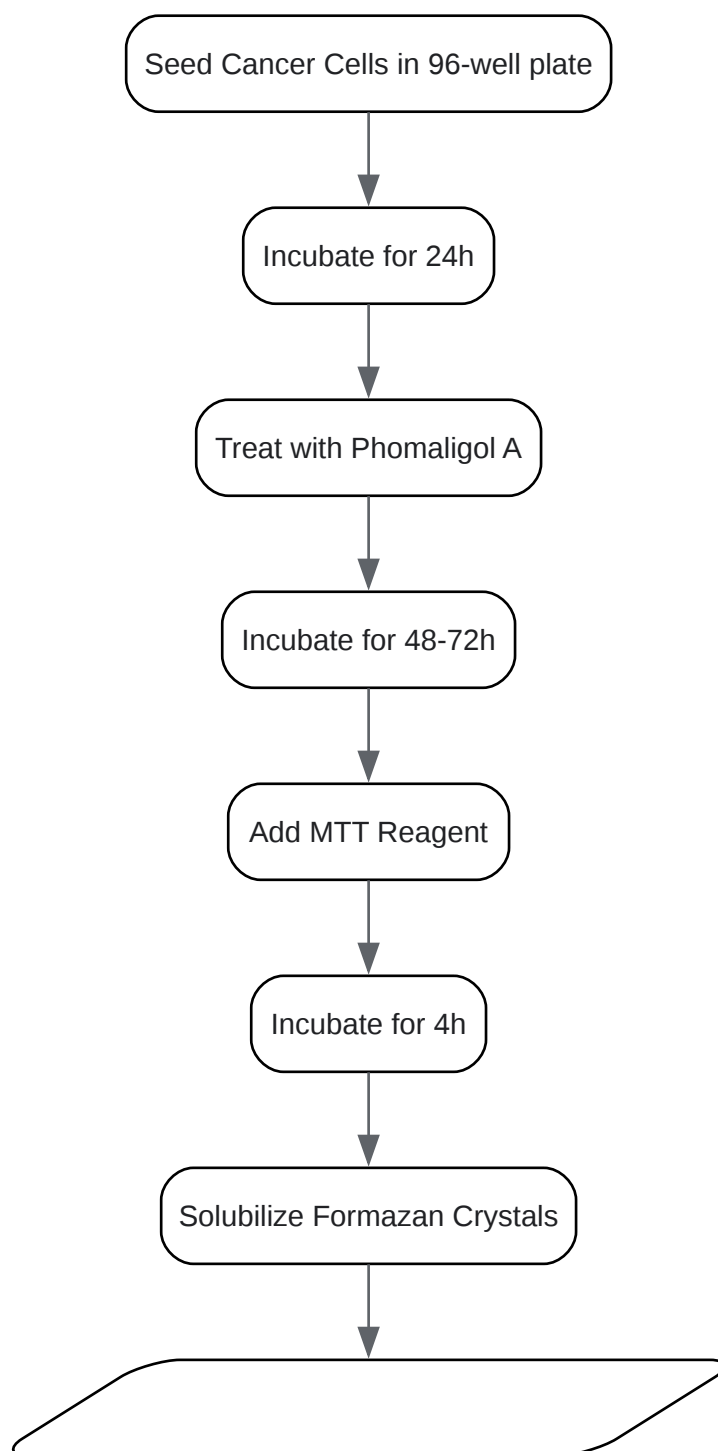 Seed Cancer Cells in 96-well plate
Incubate for 24h
Treat with Phomaligol A
Incubate for 48-72h
Add MTT Reagent
Incubate for 4h
Solubilize Formazan Crystals